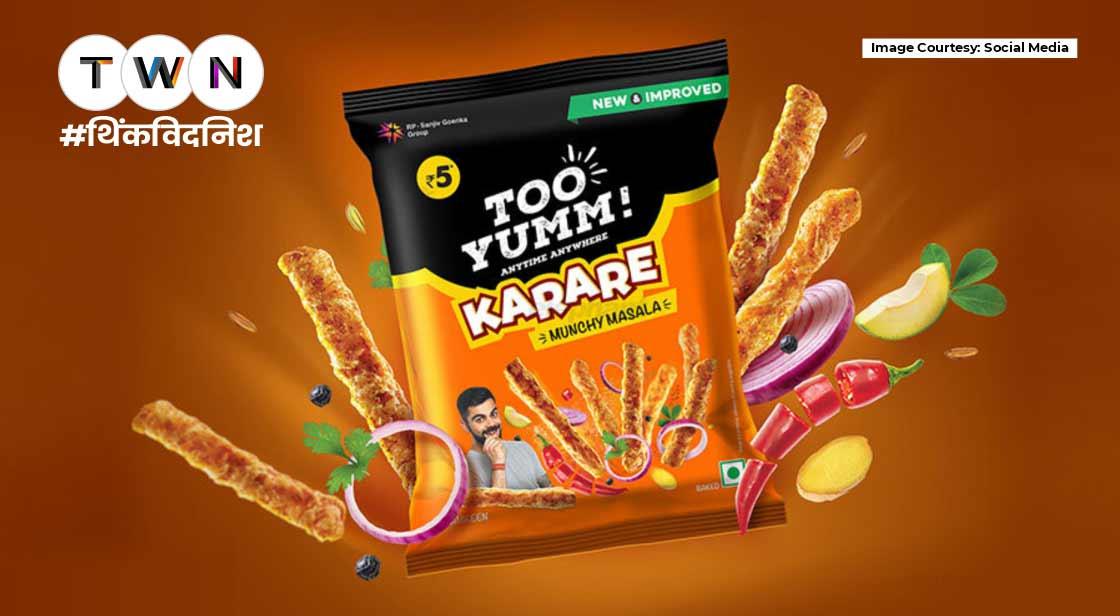 TWN
#थिंकविदनिश
Image Courtesy: Social Media
RP-Sanjiv Goenka
Group
NEW & IMPROVED
₹5
TOO
YUMM!
ANYTIME ANYWHERE
KARARE
MUNCHY MASALA
BAKED